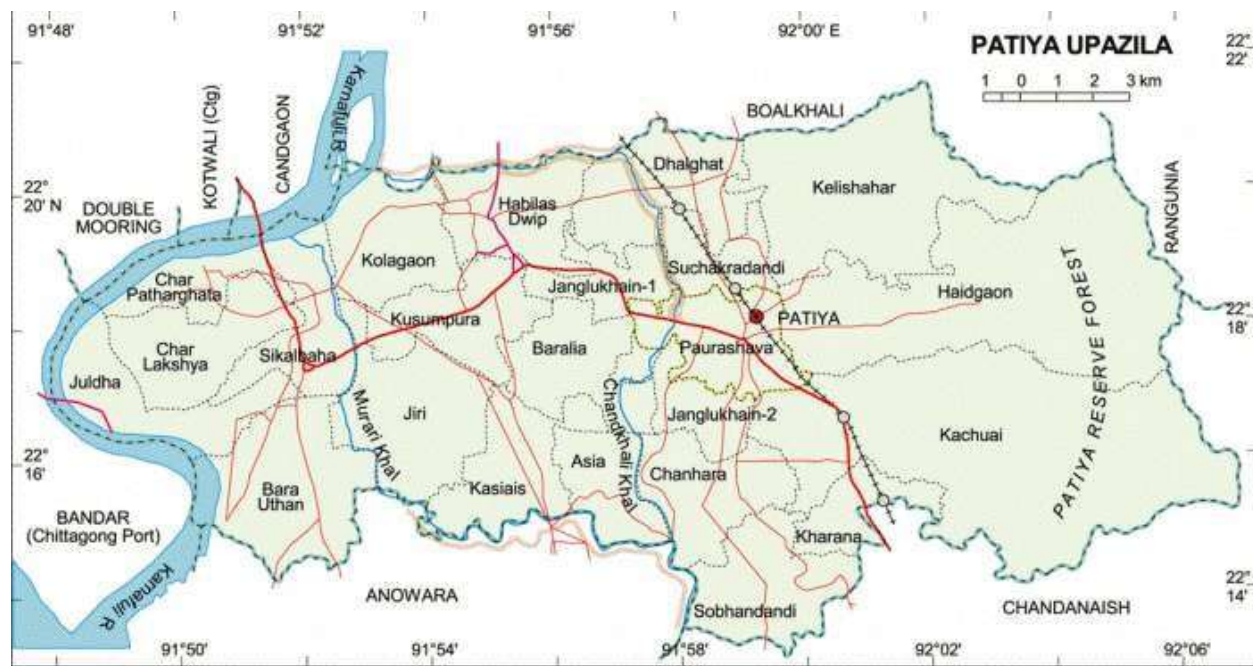 91°48'
91°52'
91°56'
92°00' E
22°
22'
PATIYA UPAZILA
1 0 1 2 3 km
BOALKHALI
KOTWALI (Ctg)
CANDGAON
Karnafuli R
RANGUNIA
22°
20' N
DOUBLE
MOORING
Dhalghat
Kelishahar
Habilas
Dwip
Kolagaon
Char
Patharghata
Suchakradandi
Janglukhain-1
Haidgaon
22°
18'
PATIYA
Kusumpura
Char
Lakshya
Sikalbaha
Baralia
Paurashava
Juldha
PATIYA RESERVE FOREST
Murari Khal
Jiri
Chandkhali Khal
Janglukhain-2
Kachuai
22°
16'
Bara
Uthan
Kasiais
Asia
Chanhara
BANDAR
(Chittagong Port)
Kharana
Karnafuli R
ANOWARA
Sobhandandi
CHANDANAISH
22°
14'
91°50'
91°54'
91°58'
92°02'
92°06'